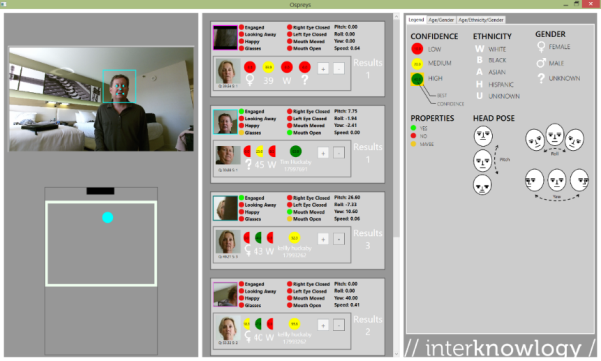 Ospreys
Engaged Right Eye Closed Pitch: 0.00
Looking Away Left Eye Closed Roll: 0.00
Happy Mouth Moved Yaw: 0.00
Glasses Mouth Open Speed: 0.64
39 W ? + -
Results
1
Engaged Right Eye Closed Pitch: 7.75
Looking Away Left Eye Closed Roll: -1.94
Happy Mouth Moved Yaw: -2.41
Glasses Mouth Open Speed: 0.00
? 45 W + -
Results
1
Engaged Right Eye Closed Pitch: 26.60
Looking Away Left Eye Closed Roll: -7.33
Happy Mouth Moved Yaw: 10.60
Glasses Mouth Open Speed: 0.06
43 W + -
Results
3
Engaged Right Eye Closed Pitch: 0.00
Looking Away Left Eye Closed Roll: 0.00
Happy Mouth Moved Yaw: 40.00
Glasses Mouth Open Speed: 0.41
40 W + -
Results
2
Legend Age/Gender Age/Ethnicity/Gender
CONFIDENCE
LOW
MEDIUM
HIGH
BEST
CONFIDENCE
ETHNICITY
W WHITE
B BLACK
A ASIAN
H HISPANIC
U UNKNOWN
GENDER
FEMALE
MALE
? UNKNOWN
PROPERTIES
YES
NO
MAYBE
HEAD POSE
Pitch
Roll
Yaw
// interknowlogy /